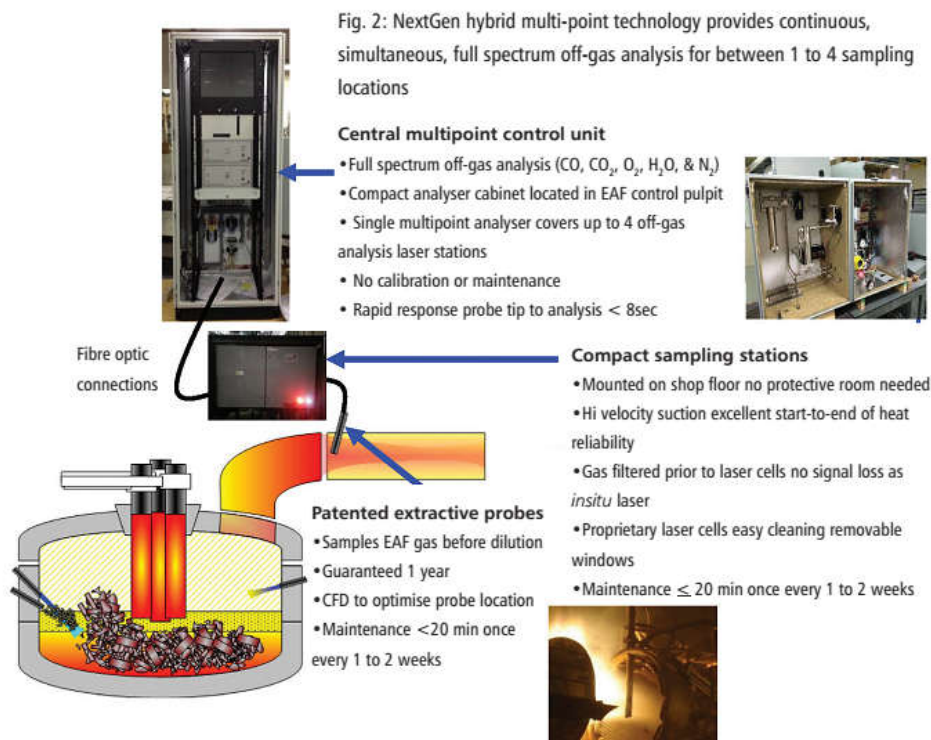 Fig. 2: NextGen hybrid multi-point technology provides continuous,
simultaneous, full spectrum off-gas analysis for between 1 to 4 sampling
locations
Central multipoint control unit
•Full spectrum off-gas analysis (CO, CO₂, O₂, H₂O, & N₂)
•Compact analyser cabinet located in EAF control pulpit
• Single multipoint analyser covers up to 4 off-gas
analysis laser stations
• No calibration or maintenance
• Rapid response probe tip to analysis < 8sec
Fibre optic
connections
Compact sampling stations
•Mounted on shop floor no protective room needed
•Hi velocity suction excellent start-to-end of heat
reliability
•Gas filtered prior to laser cells no signal loss as
insitu laser
•Proprietary laser cells easy cleaning removable
windows
•Maintenance ≤ 20 min once every 1 to 2 weeks
Patented extractive probes
•Samples EAF gas before dilution
•Guaranteed 1 year
•CFD to optimise probe location
•Maintenance <20 min once
every 1 to 2 weeks